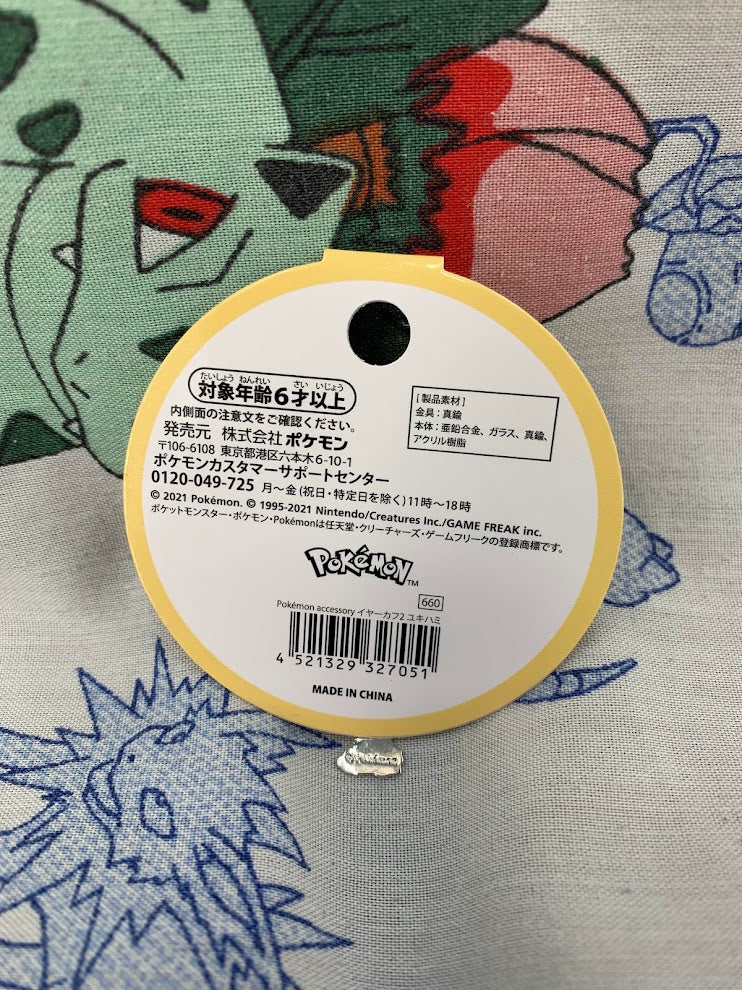 たいしょう ねんれい さい いじょう
対象年齢6才以上
内側面の注意文をご確認ください。
発売元 株式会社ポケモン
〒106-6108 東京都港区六本木6-10-1
ポケモンカスタマーサポートセンター
0120-049-725 月～金(祝日・特定日を除く)11時～18時
© 2021 Pokémon. © 1995-2021 Nintendo/Creatures Inc./GAME FREAK inc.
ポケットモンスター・ポケモン・Pokémonは任天堂・クリーチャーズ・ゲームフリークの登録商標です。
[製品素材]
金具：真鍮
本体：亜鉛合金、ガラス、真鍮、
アクリル樹脂
POKéMON™
660
Pokémon accessory イヤーカフ2 ユキハミ
4 521329 327051
MADE IN CHINA